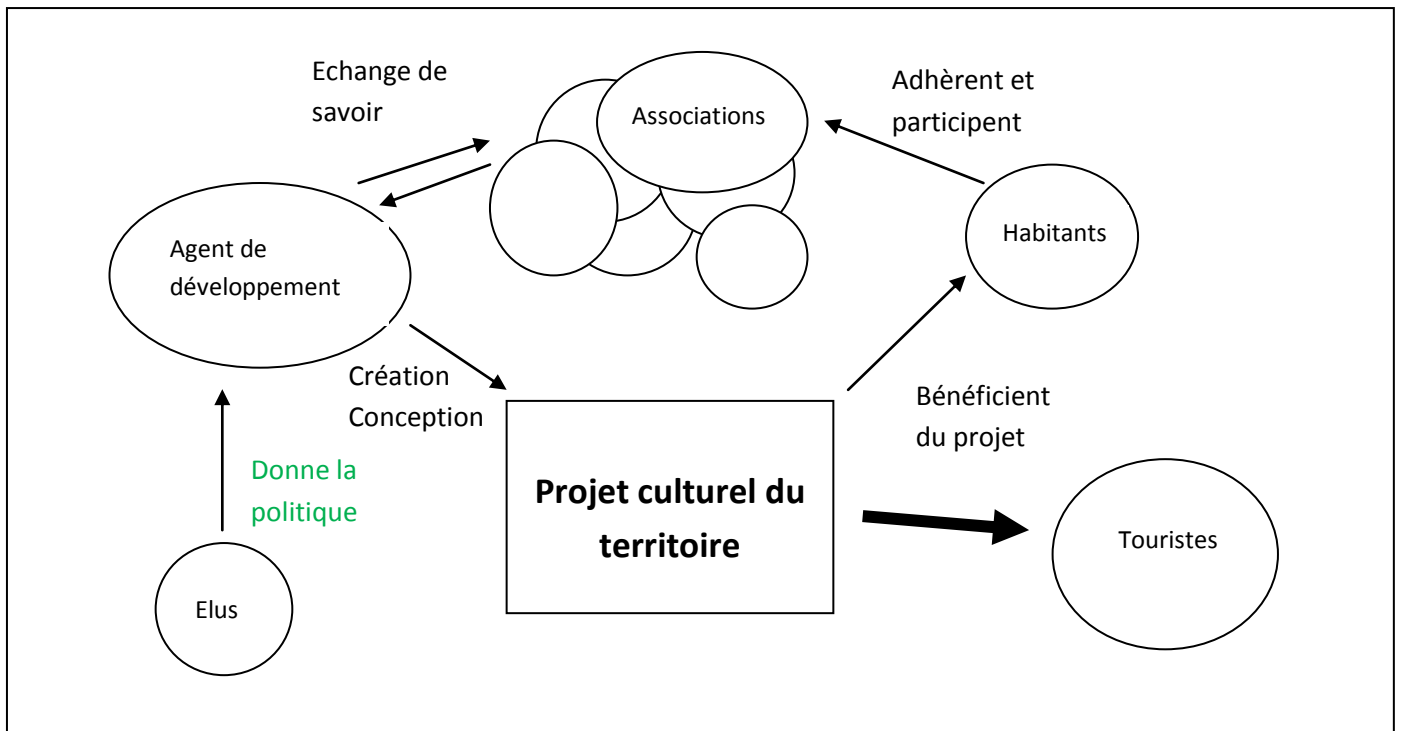 Echange de
savoir
Associations
Adhèrent et
participent
Habitants
Agent de
développement
Création
Conception
Bénéficient
du projet
Donne la
politique
Projet culturel du
territoire
Touristes
Elus